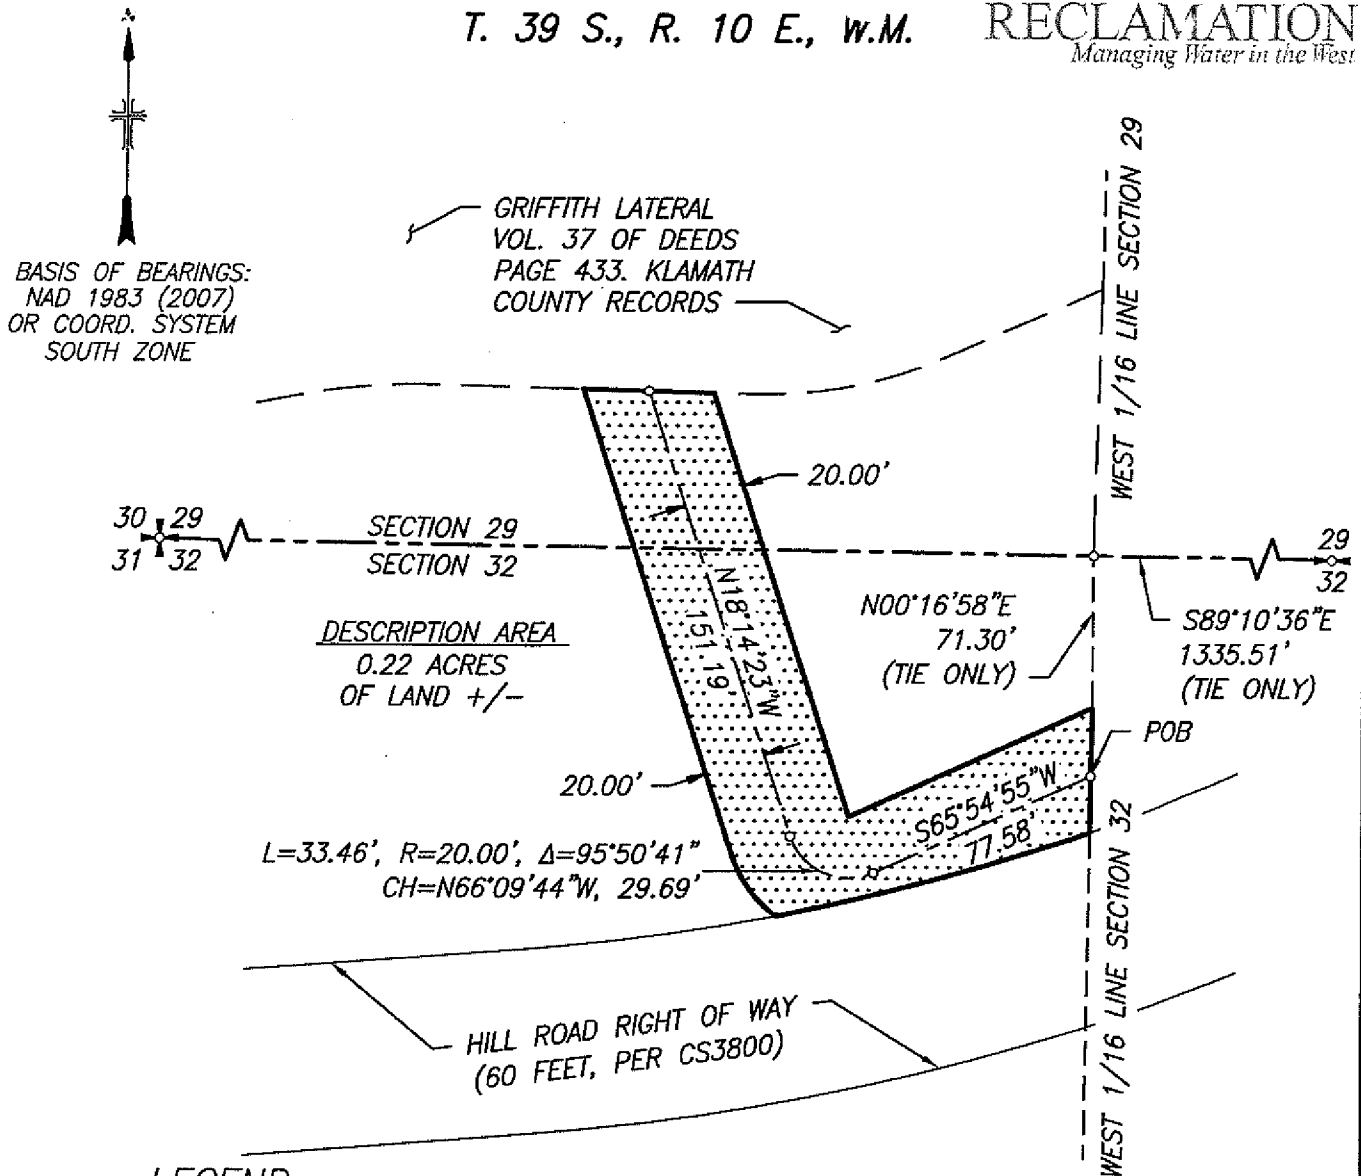 T. 39 S., R. 10 E., W.M.
RECLAMATION
Managing Water in the West
BASIS OF BEARINGS:
NAD 1983 (2007)
OR COORD. SYSTEM
SOUTH ZONE
GRIFFITH LATERAL
VOL. 37 OF DEEDS
PAGE 433. KLAMATH
COUNTY RECORDS
WEST 1/16 LINE SECTION 29
20.00'
30 29
31 32
SECTION 29
SECTION 32
29
32
N18°14'23"W
151.19'
N00°16'58"E
71.30'
(TIE ONLY)
S89°10'36"E
1335.51'
(TIE ONLY)
DESCRIPTION AREA
0.22 ACRES
OF LAND +/-
POB
20.00'
S65°54'55"W
77.58'
L=33.46', R=20.00', Δ=95°50'41"
CH=N66°09'44"W, 29.69'
WEST 1/16 LINE SECTION 32
HILL ROAD RIGHT OF WAY
(60 FEET, PER CS3800)
LEGEND